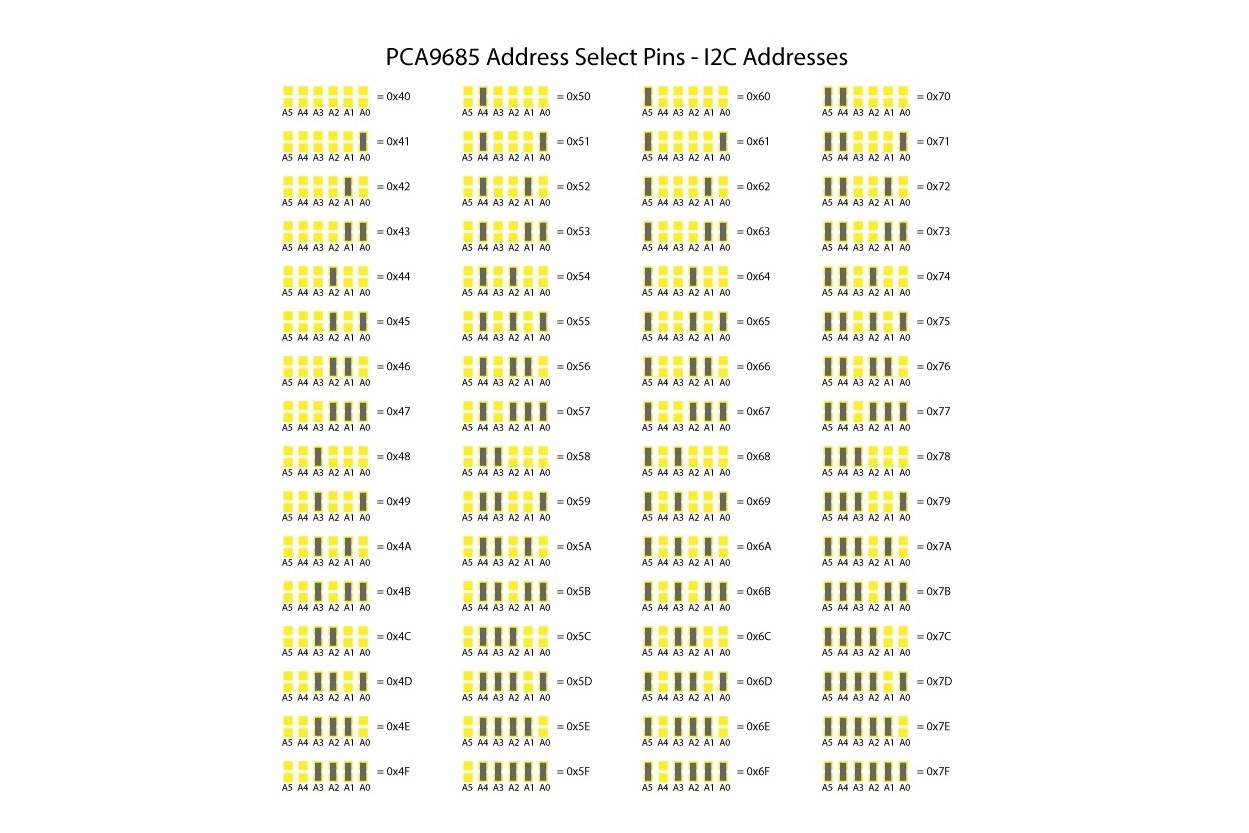 PCA9685 Address Select Pins - I2C Addresses
= 0x40 = 0x50 = 0x60 = 0x70
A5 A4 A3 A2 A1 A0 A5 A4 A3 A2 A1 A0 A5 A4 A3 A2 A1 A0 A5 A4 A3 A2 A1 A0
= 0x41 = 0x51 = 0x61 = 0x71
A5 A4 A3 A2 A1 A0 A5 A4 A3 A2 A1 A0 A5 A4 A3 A2 A1 A0 A5 A4 A3 A2 A1 A0
= 0x42 = 0x52 = 0x62 = 0x72
A5 A4 A3 A2 A1 A0 A5 A4 A3 A2 A1 A0 A5 A4 A3 A2 A1 A0 A5 A4 A3 A2 A1 A0
= 0x43 = 0x53 = 0x63 = 0x73
A5 A4 A3 A2 A1 A0 A5 A4 A3 A2 A1 A0 A5 A4 A3 A2 A1 A0 A5 A4 A3 A2 A1 A0
= 0x44 = 0x54 = 0x64 = 0x74
A5 A4 A3 A2 A1 A0 A5 A4 A3 A2 A1 A0 A5 A4 A3 A2 A1 A0 A5 A4 A3 A2 A1 A0
= 0x45 = 0x55 = 0x65 = 0x75
A5 A4 A3 A2 A1 A0 A5 A4 A3 A2 A1 A0 A5 A4 A3 A2 A1 A0 A5 A4 A3 A2 A1 A0
= 0x46 = 0x56 = 0x66 = 0x76
A5 A4 A3 A2 A1 A0 A5 A4 A3 A2 A1 A0 A5 A4 A3 A2 A1 A0 A5 A4 A3 A2 A1 A0
= 0x47 = 0x57 = 0x67 = 0x77
A5 A4 A3 A2 A1 A0 A5 A4 A3 A2 A1 A0 A5 A4 A3 A2 A1 A0 A5 A4 A3 A2 A1 A0
= 0x48 = 0x58 = 0x68 = 0x78
A5 A4 A3 A2 A1 A0 A5 A4 A3 A2 A1 A0 A5 A4 A3 A2 A1 A0 A5 A4 A3 A2 A1 A0
= 0x49 = 0x59 = 0x69 = 0x79
A5 A4 A3 A2 A1 A0 A5 A4 A3 A2 A1 A0 A5 A4 A3 A2 A1 A0 A5 A4 A3 A2 A1 A0
= 0x4A = 0x5A = 0x6A = 0x7A
A5 A4 A3 A2 A1 A0 A5 A4 A3 A2 A1 A0 A5 A4 A3 A2 A1 A0 A5 A4 A3 A2 A1 A0
= 0x4B = 0x5B = 0x6B = 0x7B
A5 A4 A3 A2 A1 A0 A5 A4 A3 A2 A1 A0 A5 A4 A3 A2 A1 A0 A5 A4 A3 A2 A1 A0
= 0x4C = 0x5C = 0x6C = 0x7C
A5 A4 A3 A2 A1 A0 A5 A4 A3 A2 A1 A0 A5 A4 A3 A2 A1 A0 A5 A4 A3 A2 A1 A0
= 0x4D = 0x5D = 0x6D = 0x7D
A5 A4 A3 A2 A1 A0 A5 A4 A3 A2 A1 A0 A5 A4 A3 A2 A1 A0 A5 A4 A3 A2 A1 A0
= 0x4E = 0x5E = 0x6E = 0x7E
A5 A4 A3 A2 A1 A0 A5 A4 A3 A2 A1 A0 A5 A4 A3 A2 A1 A0 A5 A4 A3 A2 A1 A0
= 0x4F = 0x5F = 0x6F = 0x7F
A5 A4 A3 A2 A1 A0 A5 A4 A3 A2 A1 A0 A5 A4 A3 A2 A1 A0 A5 A4 A3 A2 A1 A0